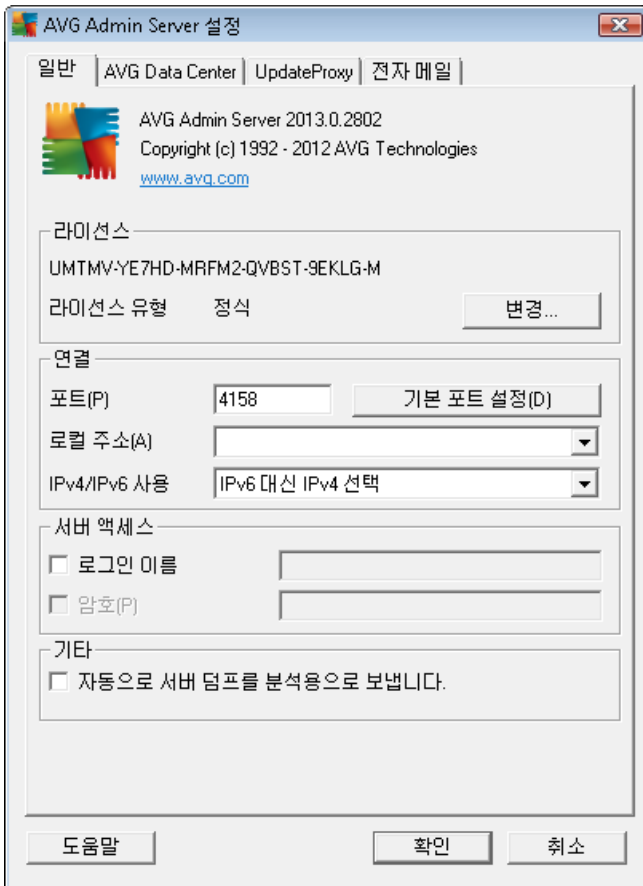 AVG Admin Server 설정
일반 AVG Data Center UpdateProxy 전자 메일
AVG Admin Server 2013.0.2802
Copyright (c) 1992 - 2012 AVG Technologies
www.avg.com
라이선스
UMTMV-YE7HD-MRFM2-QVBST-9EKLG-M
라이선스 유형 정식 변경...
연결
포트(P) 4158 기본 포트 설정(D)
로컬 주소(A)
IPv4/IPv6 사용 IPv6 대신 IPv4 선택
서버 액세스
로그인 이름
암호(P)
기타
자동으로 서버 덤프를 분석용으로 보냅니다.
도움말 확인 취소